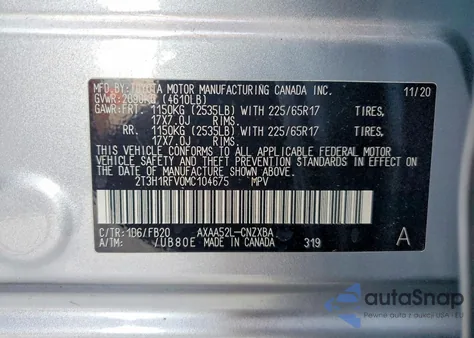 MFD.BY:TOYOTA MOTOR MANUFACTURING CANADA INC. 11/20
GVWR: (4610LB)
GAWR:FRT. 1150KG (2535LB) WITH 225/65R17 TIRES,
17X7.0J RIMS.
RR. 1150KG (2535LB) WITH 225/65R17 TIRES,
17X7.0J RIMS.
THIS VEHICLE CONFORMS TO ALL APPLICABLE FEDERAL MOTOR
VEHICLE SAFETY AND THEFT PREVENTION STANDARDS IN EFFECT ON
THE DATE OF MANUFACTURE SHOWN ABOVE.
2T3H1RFV0MC104675 MPV
C/TR:1D6/FB20 AXAA52L-CNZXBA
A/TM: /UB80E MADE IN CANADA 319 A
autoSnap
Pewne auto z USA